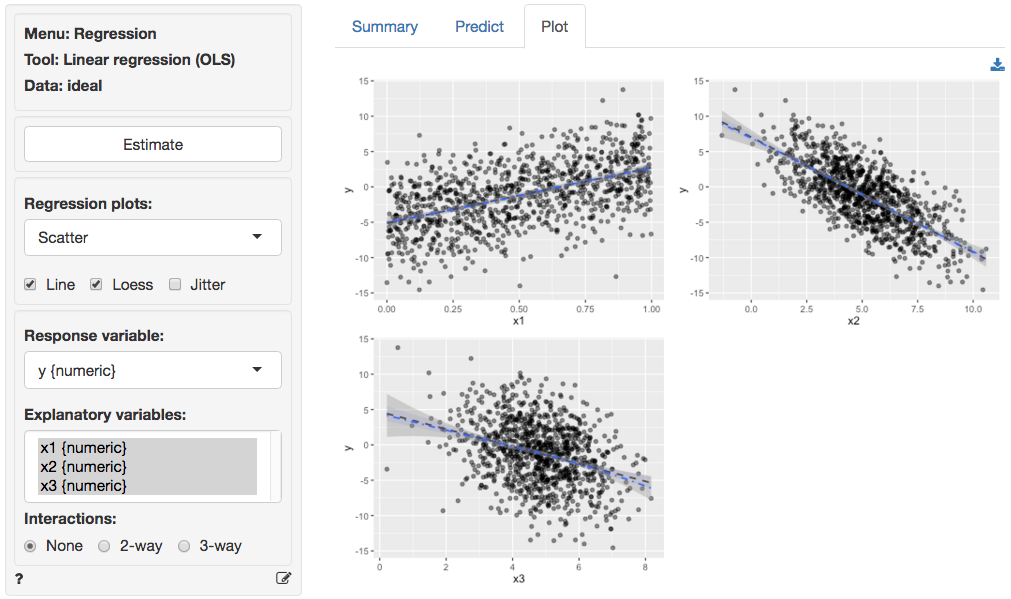 Menu: Regression
Tool: Linear regression (OLS)
Data: ideal
Estimate
Regression plots:
Scatter
Line Loess Jitter
Response variable:
y {numeric}
Explanatory variables:
x1 {numeric}
x2 {numeric}
x3 {numeric}
Interactions:
None 2-way 3-way
?
Summary Predict Plot
15
10
5
0
-5
-10
-15
y
0.00 0.25 0.50 0.75 1.00
x1
15
10
5
0
-5
-10
-15
y
0.0 2.5 5.0 7.5 10.0
x2
15
10
5
0
-5
-10
-15
y
0 2 4 6 8
x3